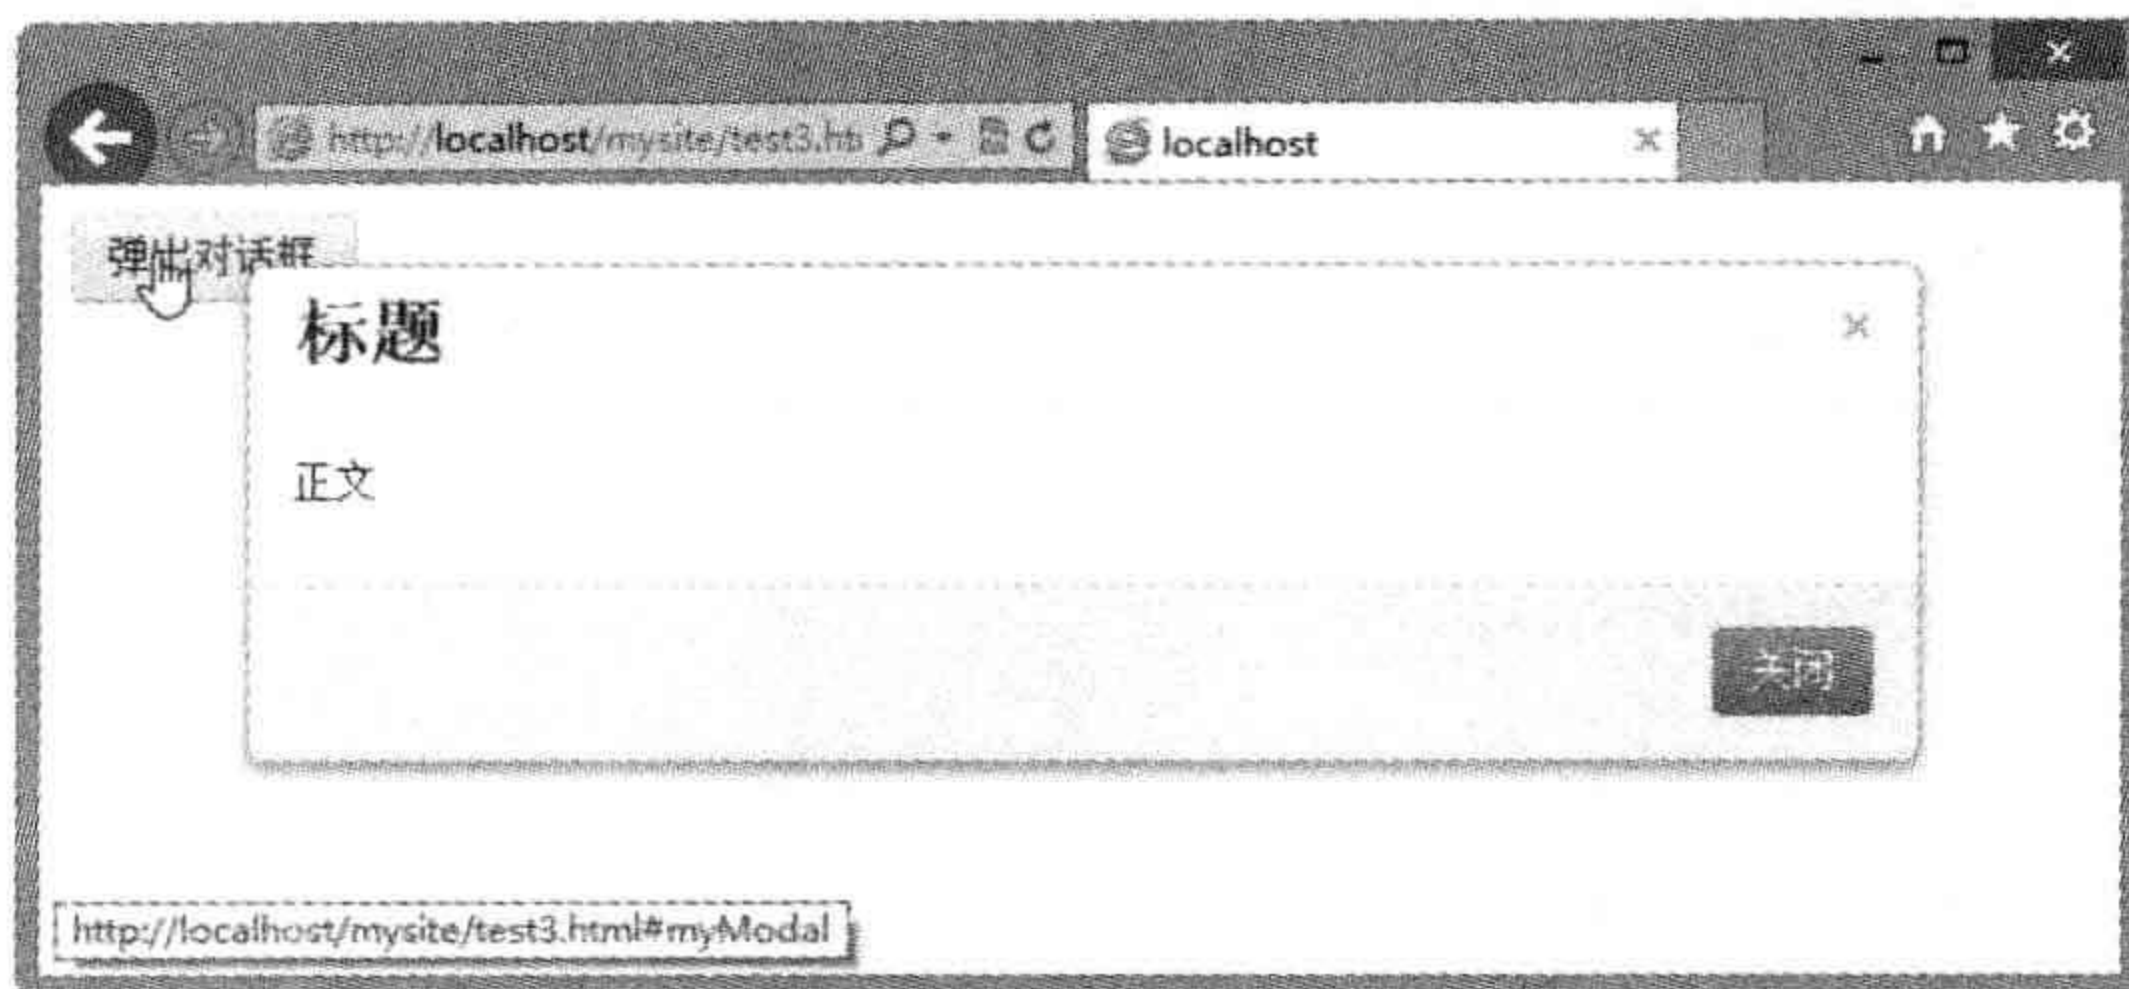 http://localhost/mysite/test3.ht
localhost
弹出对话框
标题
正文
关闭
http://localhost/mysite/test3.html#myModal